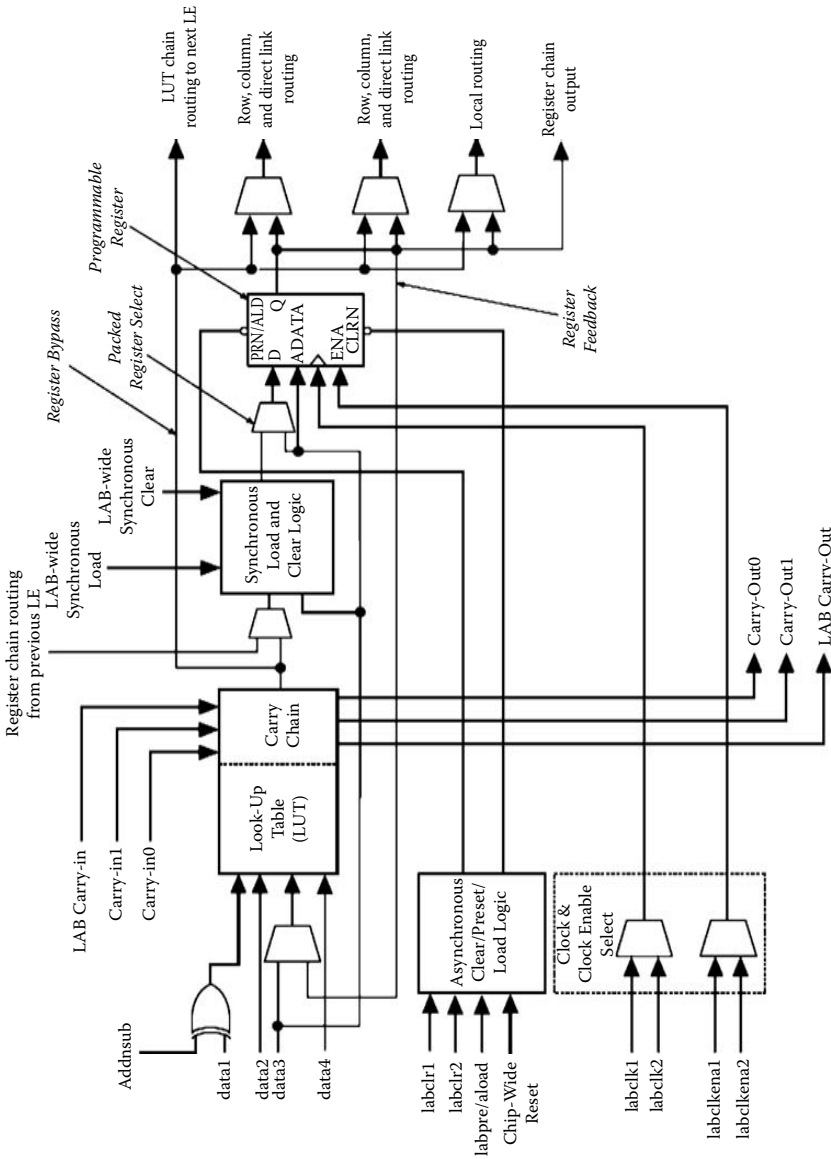 Addnsub
data1
data2
data3
data4
labclr1
labclr2
labpre/aload
Chip-Wide
Reset
labclk1
labclk2
labclkena1
labclkena2
LAB Carry-in
Carry-in1
Carry-in0
Look-Up
Table
(LUT)
Carry
Chain
Asynchronous
Clear/Preset/
Load Logic
Clock &
Clock Enable
Select
Register chain routing
from previous LE
LAB-wide
Synchronous
Load
LAB-wide
Synchronous
Clear
Synchronous
Load and
Clear Logic
Register Bypass
Packed
Register Select
Programmable
Register
PRN/ALD
D
Q
ADATA
ENA
CLRN
Register
Feedback
Carry-Out0
Carry-Out1
LAB Carry-Out
LUT chain
routing to next LE
Row, column,
and direct link
routing
Row, column,
and direct link
routing
Local routing
Register chain
output